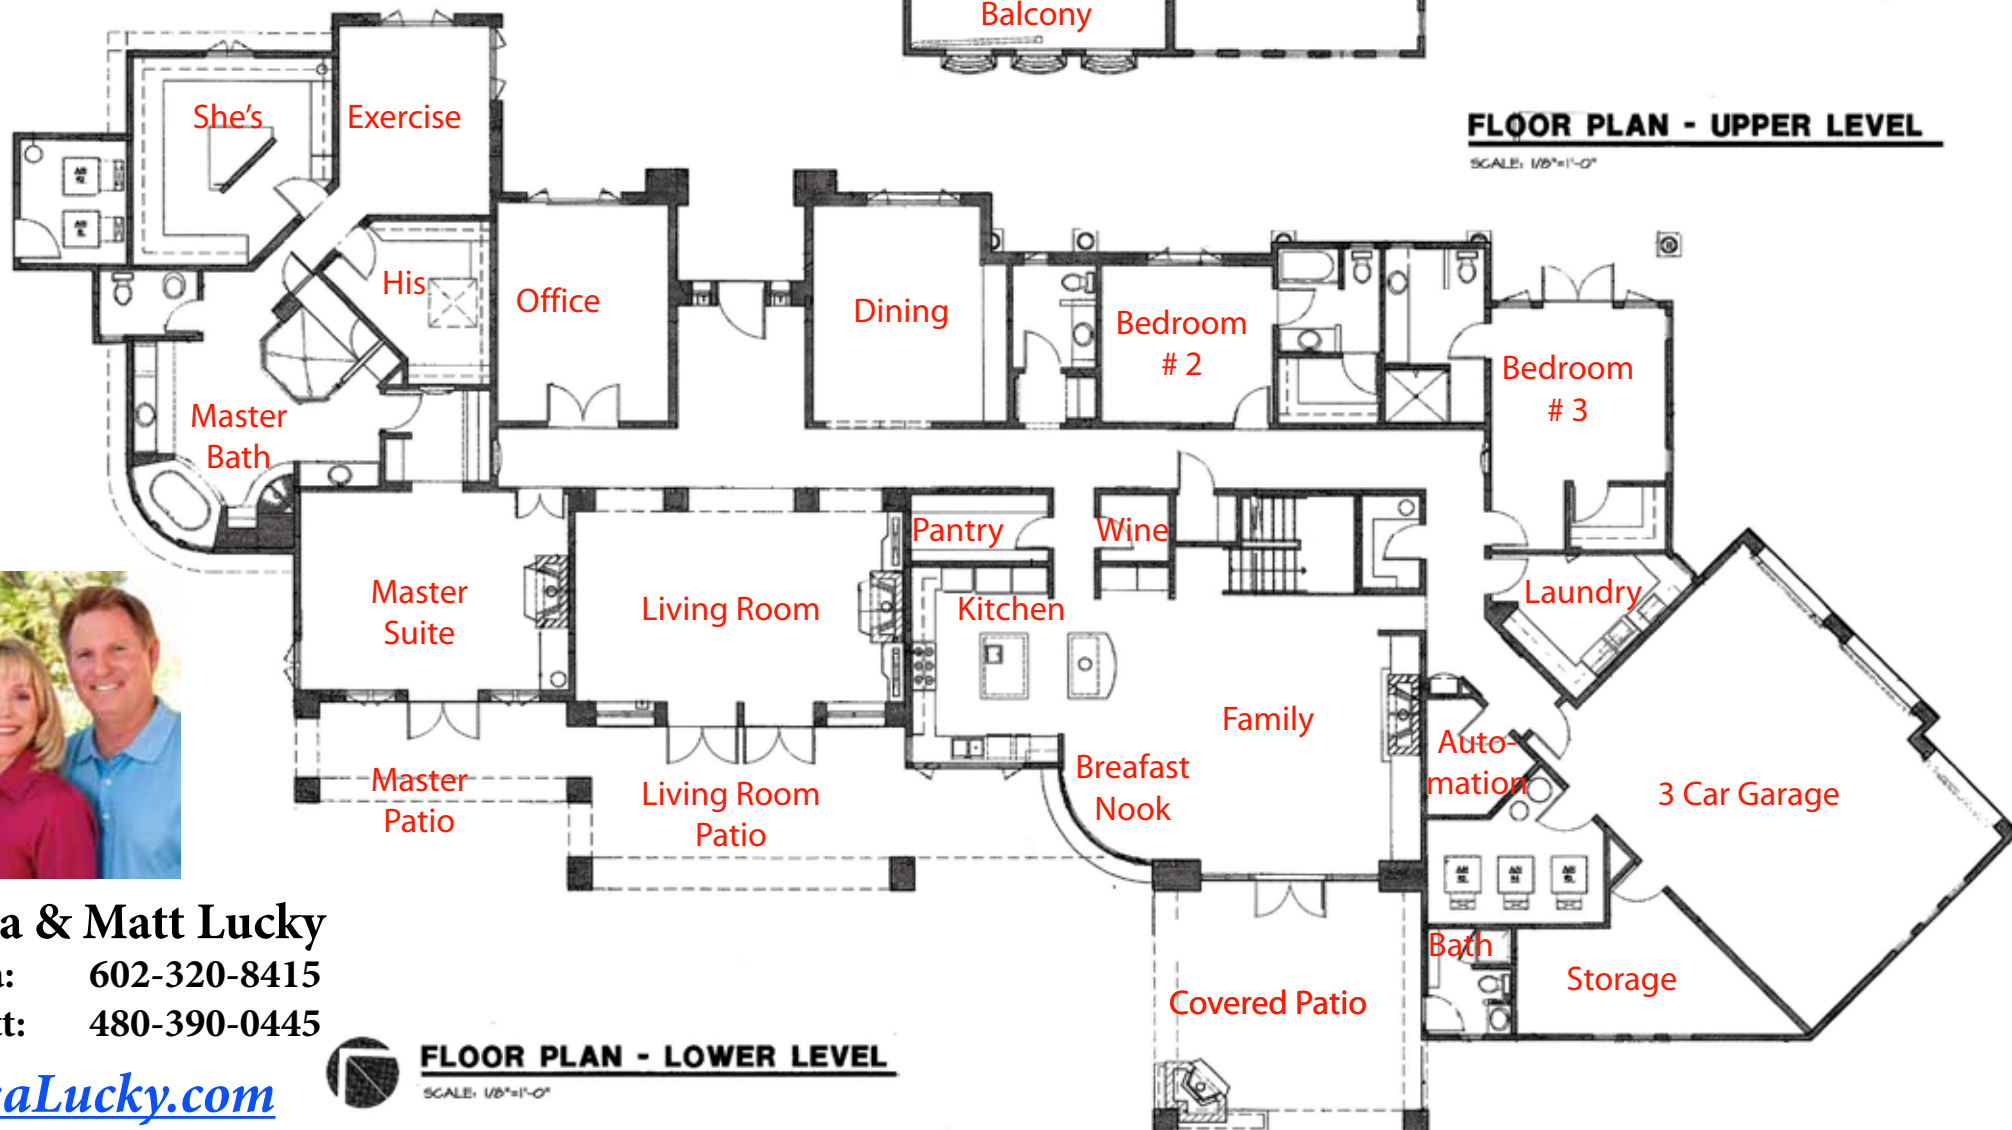 Balcony
FLOOR PLAN - UPPER LEVEL
SCALE: 1/8"=1'-0"
She's
Exercise
His
Office
Dining
Bedroom
# 2
Bedroom
# 3
Master
Bath
Pantry
Wine
Master
Suite
Living Room
Kitchen
Laundry
Family
Auto-
mation
3 Car Garage
Breafast
Nook
Master
Patio
Living Room
Patio
Bath
Storage
Covered Patio
a & Matt Lucky
a: 602-320-8415
tt: 480-390-0445
aLucky.com
FLOOR PLAN - LOWER LEVEL
SCALE: 1/8"=1'-0"